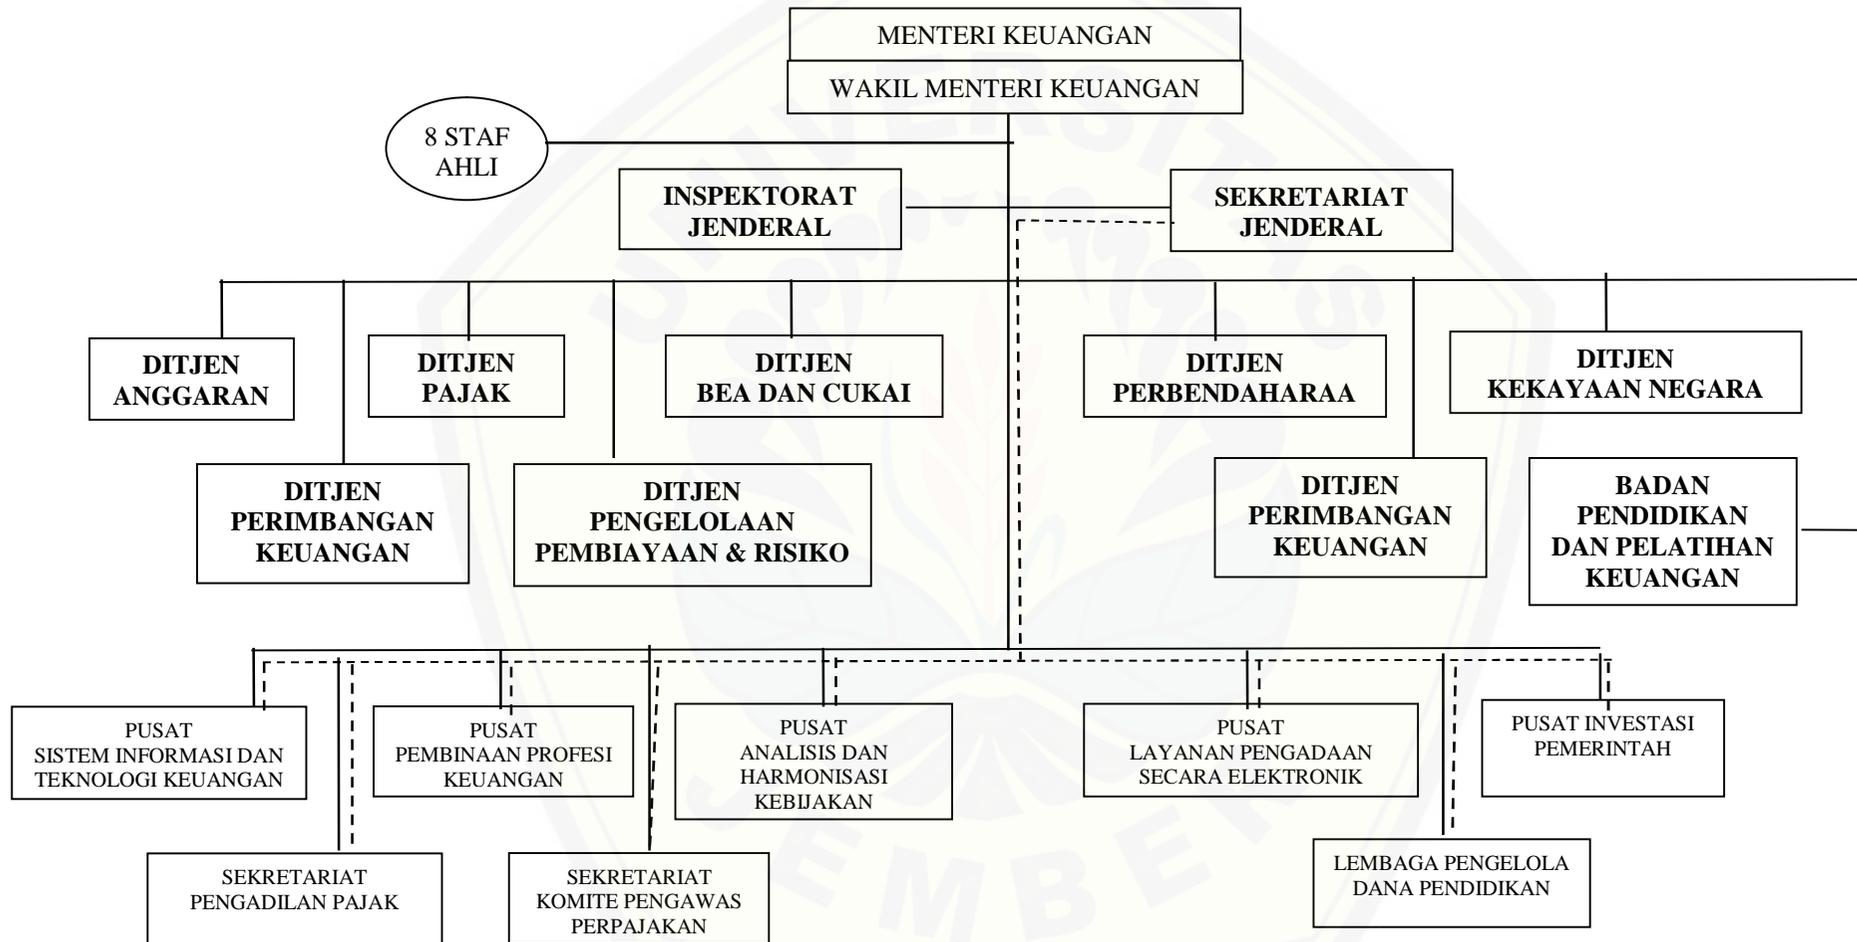 MENTERI KEUANGAN
WAKIL MENTERI KEUANGAN
8 STAF
AHLI
INSPEKTORAT
JENDERAL
SEKRETARIAT
JENDERAL
DITJEN
ANGGARAN
DITJEN
PAJAK
DITJEN
BEA DAN CUKAI
DITJEN
PERBENDAHARAA
DITJEN
KEKAYAAN NEGARA
DITJEN
PERIMBANGAN
KEUANGAN
DITJEN
PENGELOLAAN
PEMBIAYAAN & RISIKO
DITJEN
PERIMBANGAN
KEUANGAN
BADAN
PENDIDIKAN
DAN PELATIHAN
KEUANGAN
PUSAT
SISTEM INFORMASI DAN
TEKNOLOGI KEUANGAN
PUSAT
PEMBINAAN PROFESI
KEUANGAN
PUSAT
ANALISIS DAN
HARMONISASI
KEBIJAKAN
PUSAT
LAYANAN PENGADAAN
SECARA ELEKTRONIK
PUSAT INVESTASI
PEMERINTAH
SEKRETARIAT
PENGADILAN PAJAK
SEKRETARIAT
KOMITE PENGAWAS
PERPAJAKAN
LEMBAGA PENGELOLA
DANA PENDIDIKAN
UNIVERSITAS
JEMBER